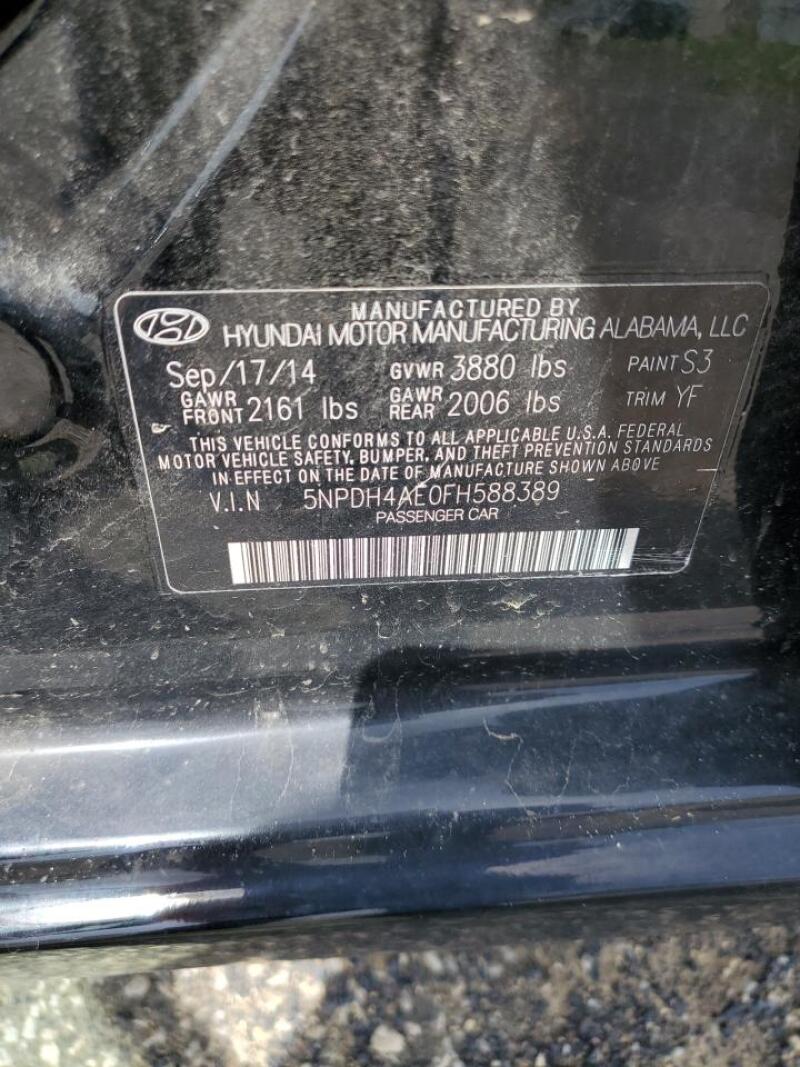 MANUFACTURED BY
HYUNDAI MOTOR MANUFACTURING ALABAMA, LLC
Sep/17/14 GVWR 3880 lbs PAINT S3
GAWR FRONT 2161 lbs GAWR REAR 2006 lbs TRIM YF
THIS VEHICLE CONFORMS TO ALL APPLICABLE U.S.A. FEDERAL
MOTOR VEHICLE SAFETY, BUMPER, AND THEFT PREVENTION STANDARDS
IN EFFECT ON THE DATE OF MANUFACTURE SHOWN ABOVE
V.I.N 5NPDH4AE0FH588389
PASSENGER CAR